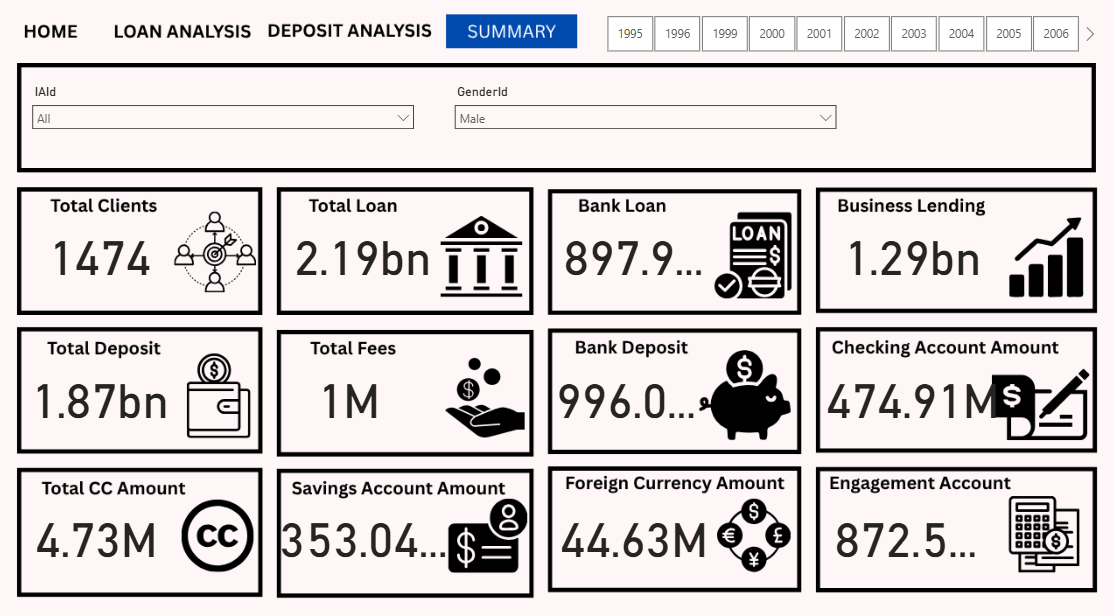 HOME LOAN ANALYSIS DEPOSIT ANALYSIS SUMMARY 1995 1996 1999 2000 2001 2002 2003 2004 2005 2006
IAId GenderId
All Male
Total Clients Total Loan Bank Loan Business Lending
1474 2.19bn 897.9... 1.29bn
LOAN
$
Total Deposit Total Fees Bank Deposit Checking Account Amount
1.87bn 1M 996.0... 474.91M
$ $ $ $
Total CC Amount Savings Account Amount Foreign Currency Amount Engagement Account
4.73M 353.04... 44.63M 872.5...
CC $ $ € £ ¥ $